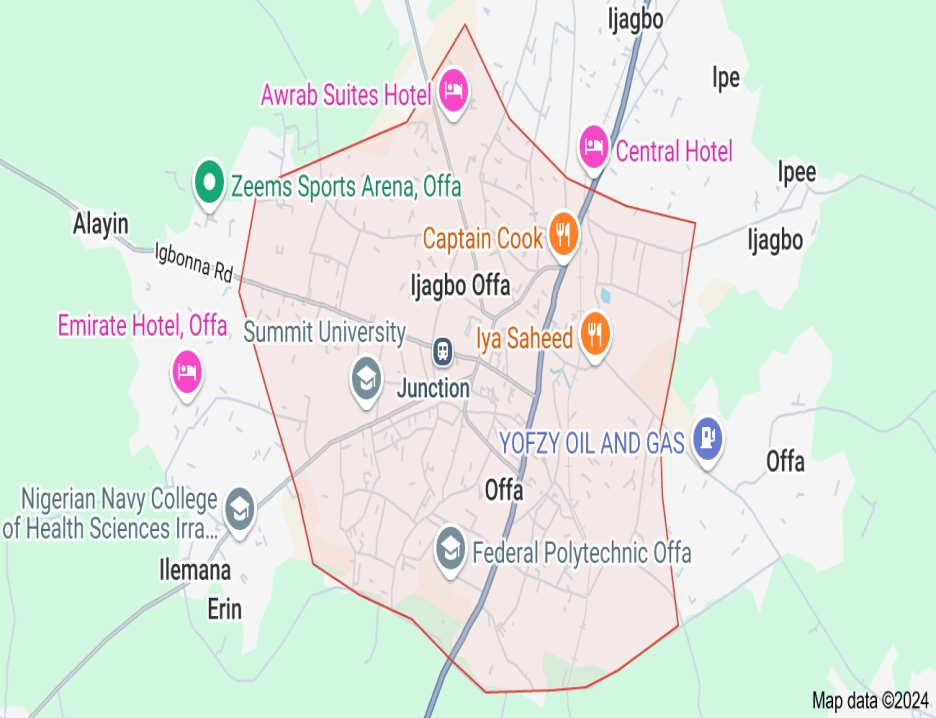 Ijagbo
Ipe
Awrab Suites Hotel
Central Hotel
Ipee
Zeems Sports Arena, Offa
Alayin
Captain Cook
Ijagbo
Igbonna Rd
Ijagbo Offa
Emirate Hotel, Offa
Summit University
Iya Saheed
Junction
YOFZY OIL AND GAS
Offa
Offa
Nigerian Navy College
of Health Sciences Irra...
Federal Polytechnic Offa
Ilemana
Erin
Map data ©2024